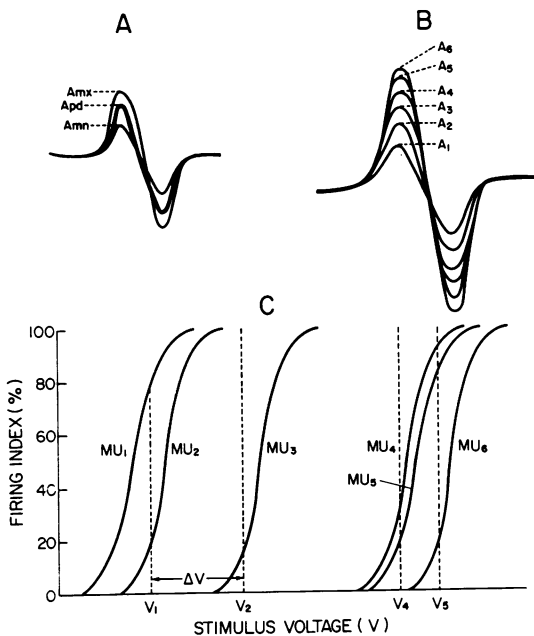 A
B
Amx
Apd
Amn
A6
A5
A4
A3
A2
A1
C
FIRING INDEX (%)
100
80
60
40
20
0
MU1
MU2
MU3
MU4
MU5
MU6
ΔV
V1
V2
V4
V5
STIMULUS VOLTAGE (V)